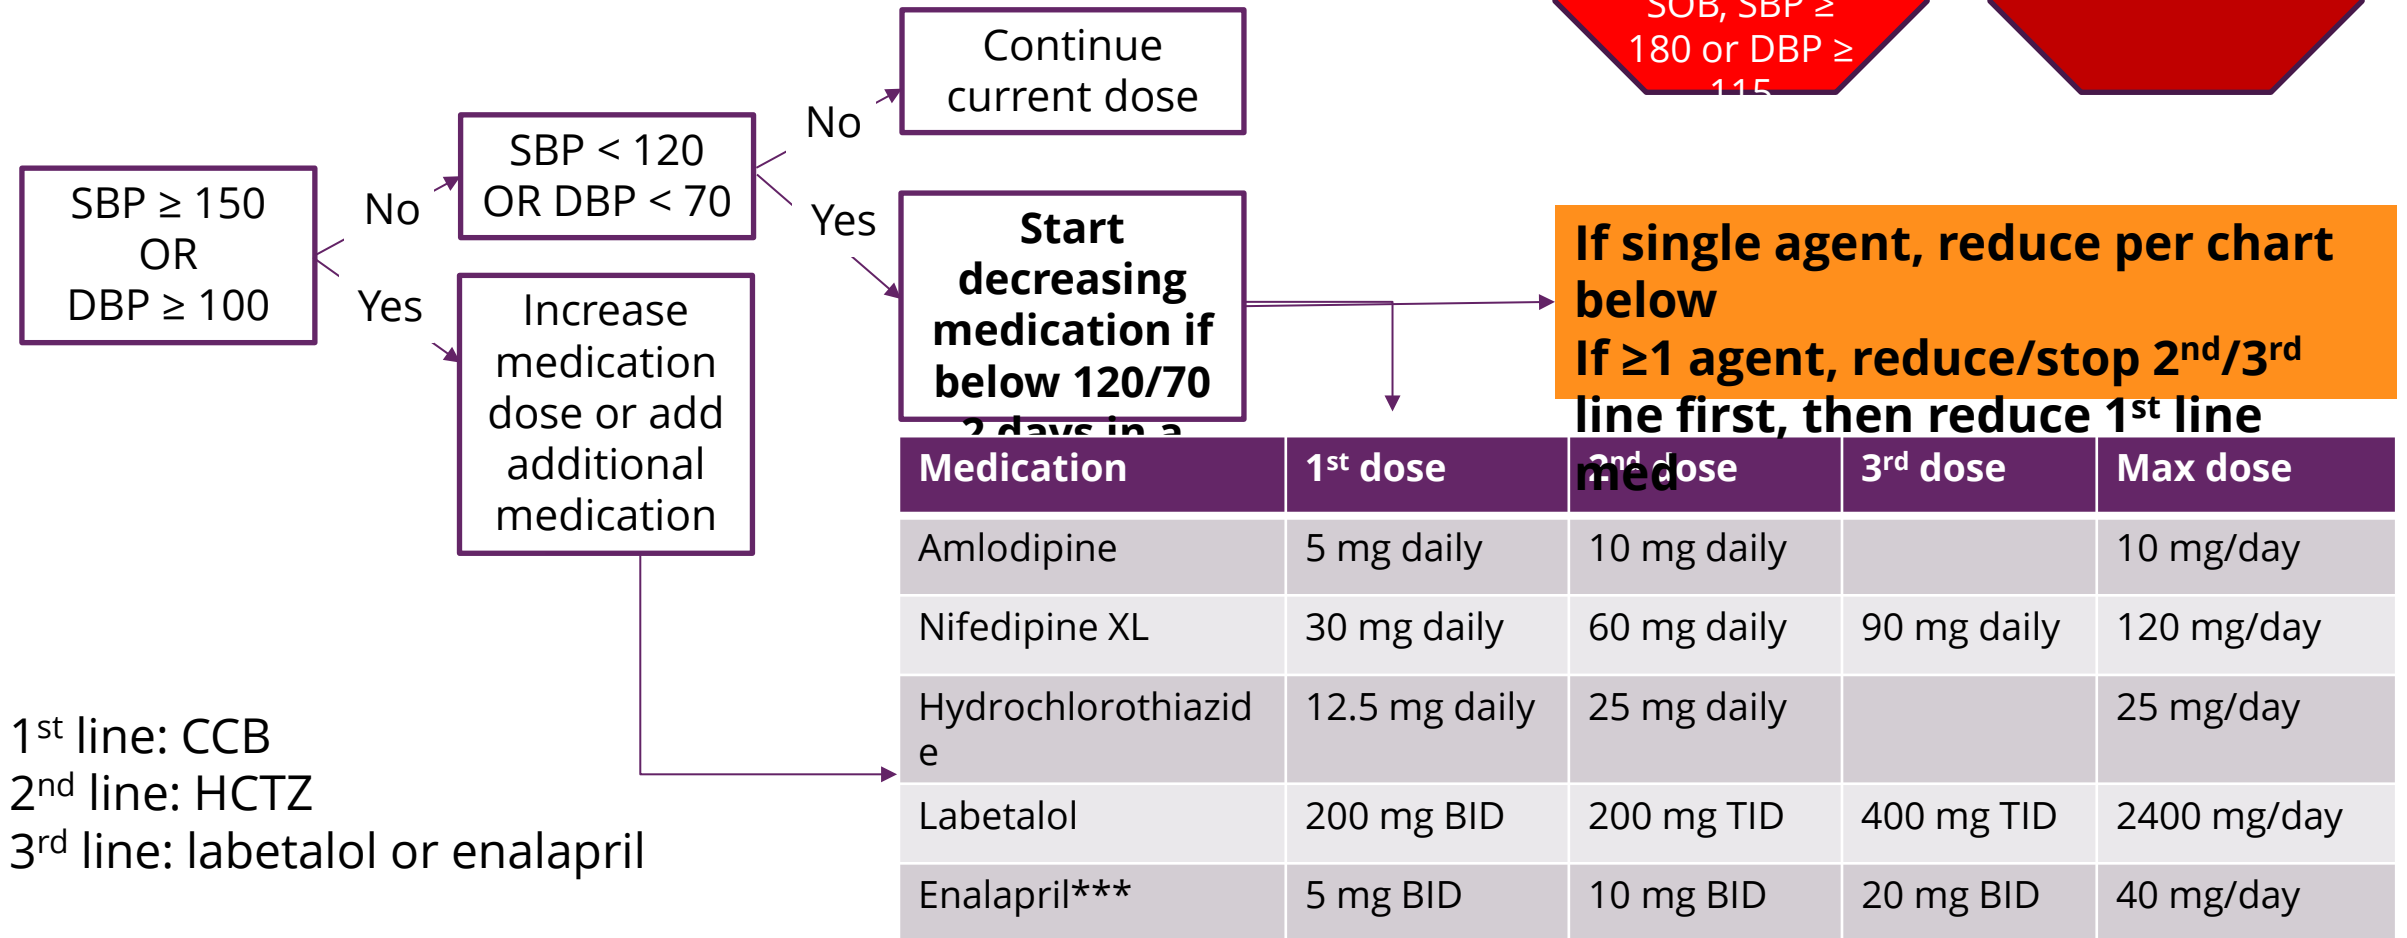 SOB, SBP ≥
180 or DBP ≥
115
Continue
current dose
No
SBP < 120
OR DBP < 70
SBP ≥ 150
OR
DBP ≥ 100
No
Yes
Yes
Increase
medication
dose or add
additional
medication
Start
decreasing
medication if
below 120/70
2 days in a
If single agent, reduce per chart
below
If ≥1 agent, reduce/stop 2nd/3rd
line first, then reduce 1st line
med
Medication 1st dose 2nd dose 3rd dose Max dose
Amlodipine 5 mg daily 10 mg daily 10 mg/day
Nifedipine XL 30 mg daily 60 mg daily 90 mg daily 120 mg/day
Hydrochlorothiazid 12.5 mg daily 25 mg daily 25 mg/day
e
Labetalol 200 mg BID 200 mg TID 400 mg TID 2400 mg/day
Enalapril*** 5 mg BID 10 mg BID 20 mg BID 40 mg/day
1st line: CCB
2nd line: HCTZ
3rd line: labetalol or enalapril